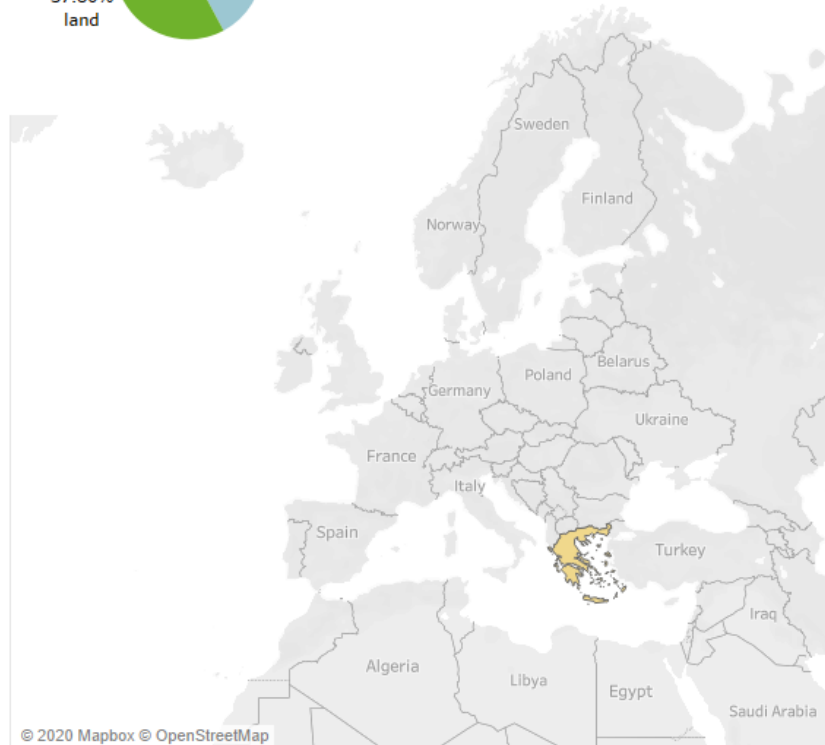 land
Sweden
Finland
Norway
Belarus
Poland
Germany
Ukraine
France
Italy
Spain
Turkey
Iraq
Algeria
Libya
Egypt
Saudi Arabia
© 2020 Mapbox © OpenStreetMap